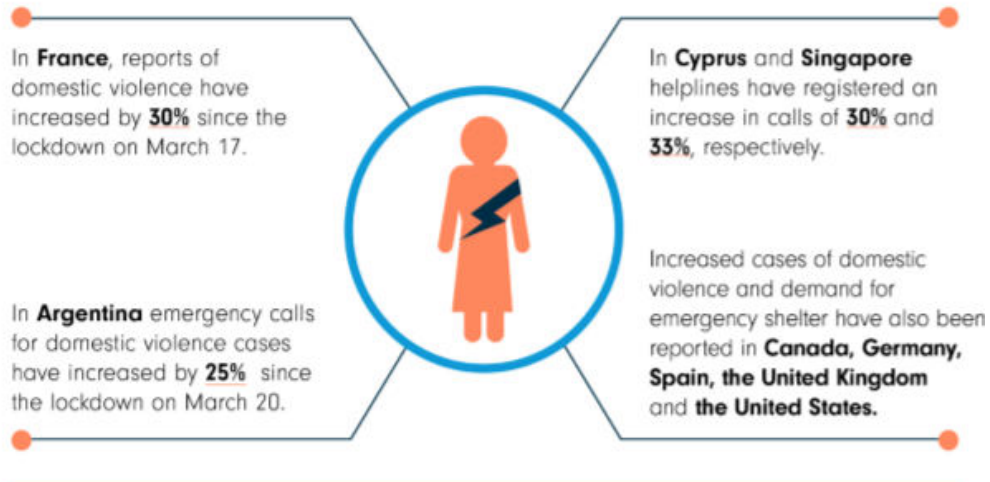 In France, reports of
domestic violence have
increased by 30% since the
lockdown on March 17.
In Cyprus and Singapore
helplines have registered an
increase in calls of 30% and
33%, respectively.
In Argentina emergency calls
for domestic violence cases
have increased by 25% since
the lockdown on March 20.
Increased cases of domestic
violence and demand for
emergency shelter have also been
reported in Canada, Germany,
Spain, the United Kingdom
and the United States.